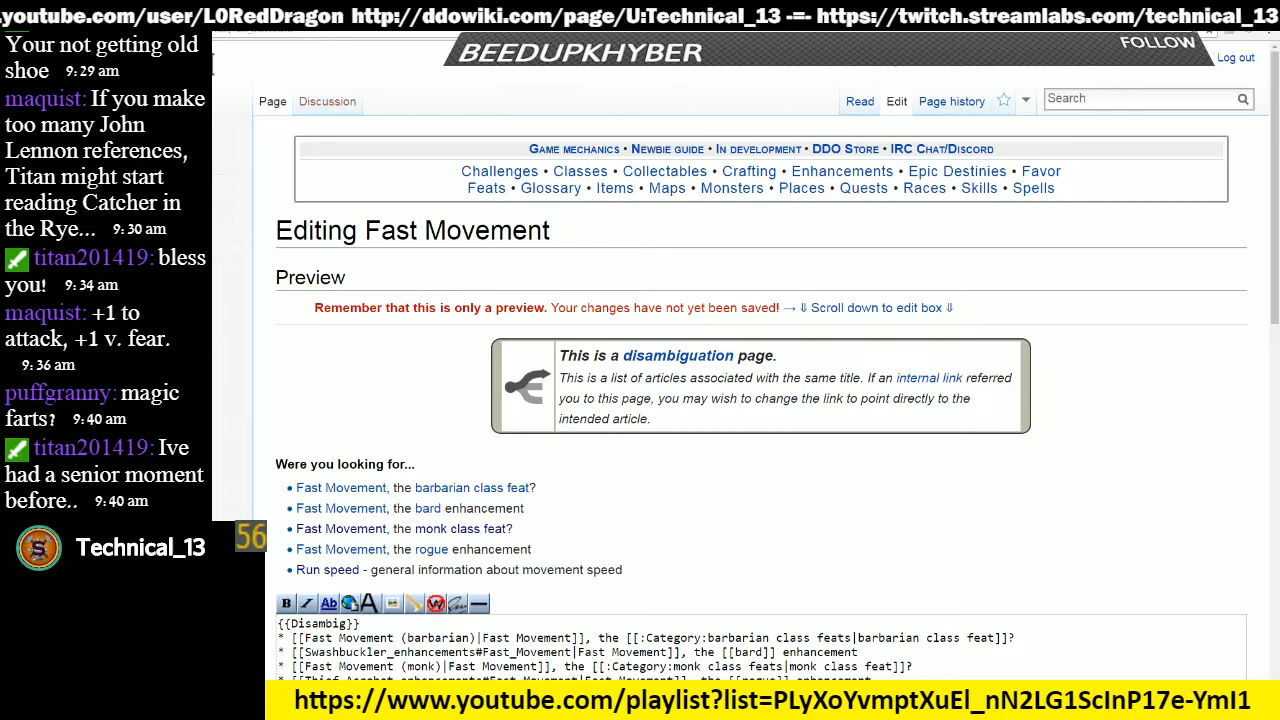 .youtube.com/user/L0RedDragon http://ddowiki.com/page/U:Technical_13 -=- https://twitch.streamlabs.com/technical_13
Your not getting old
shoe 9:29 am
maquist: If you make
too many John
Lennon references,
Titan might start
reading Catcher in
the Rye... 9:30 am
titan201419: bless
you! 9:34 am
maquist: +1 to
attack, +1 v. fear.
9:36 am
puffgranny: magic
farts? 9:40 am
titan201419: Ive
had a senior moment
before.. 9:40 am
Technical_13
56
BEEDUPKHYBER
FOLLOW
Log out
Page Discussion Read Edit Page history Search
Game mechanics • Newbie guide • In development • DDO Store • IRC Chat/Discord
Challenges • Classes • Collectables • Crafting • Enhancements • Epic Destinies • Favor
Feats • Glossary • Items • Maps • Monsters • Places • Quests • Races • Skills • Spells
Editing Fast Movement
Preview
Remember that this is only a preview. Your changes have not yet been saved! → ⇓ Scroll down to edit box ⇓
This is a disambiguation page.
This is a list of articles associated with the same title. If an internal link referred
you to this page, you may wish to change the link to point directly to the
intended article.
Were you looking for...
• Fast Movement, the barbarian class feat?
• Fast Movement, the bard enhancement
• Fast Movement, the monk class feat?
• Fast Movement, the rogue enhancement
• Run speed - general information about movement speed
B I Ab A W
{{Disambig}}
* [[Fast Movement (barbarian)|Fast Movement]], the [[:Category:barbarian class feats|barbarian class feat]]?
* [[Swashbuckler_enhancements#Fast_Movement|Fast Movement]], the [[bard]] enhancement
* [[Fast Movement (monk)|Fast Movement]], the [[:Category:monk class feats|monk class feat]]?
* [[Thief-Acrobat enhancements#Fast Movement|Fast Movement]], the [[rogue]] enhancement
https://www.youtube.com/playlist?list=PLyXoYvmptXuEl_nN2LG1ScInP17e-YmI1